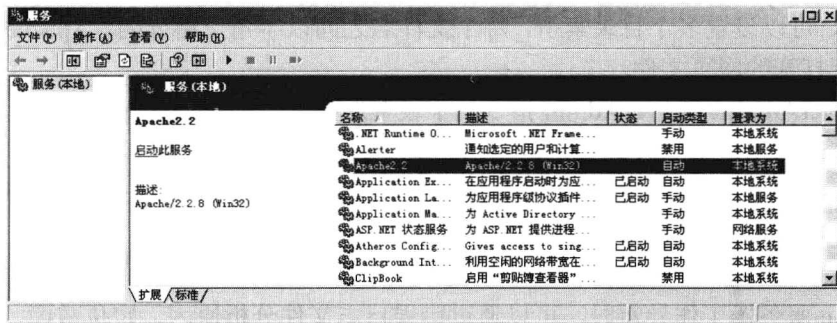 服务
文件(F) 操作(A) 查看(V) 帮助(H)
服务(本地)
服务(本地)
Apache2.2
启动此服务
描述:
Apache/2.2.8 (Win32)
名称 描述 状态 启动类型 登录为
.NET Runtime O... Microsoft .NET Frame... 手动 本地系统
Alerter 通知选定的用户和计算... 禁用 本地服务
Apache2.2 Apache/2.2.8 (Win32) 自动 本地系统
Application Ex... 在应用程序启动时为应... 已启动 自动 本地系统
Application La... 为应用程序级协议插件... 已启动 手动 本地服务
Application Ma... 为 Active Directory ... 手动 本地系统
ASP.NET 状态服务 为 ASP.NET 提供进程... 手动 网络服务
Atheros Config... Gives access to sing... 已启动 自动 本地系统
Background Int... 利用空闲的网络带宽在... 已启动 自动 本地系统
ClipBook 启用“剪贴簿查看器”... 禁用 本地系统
扩展 标准